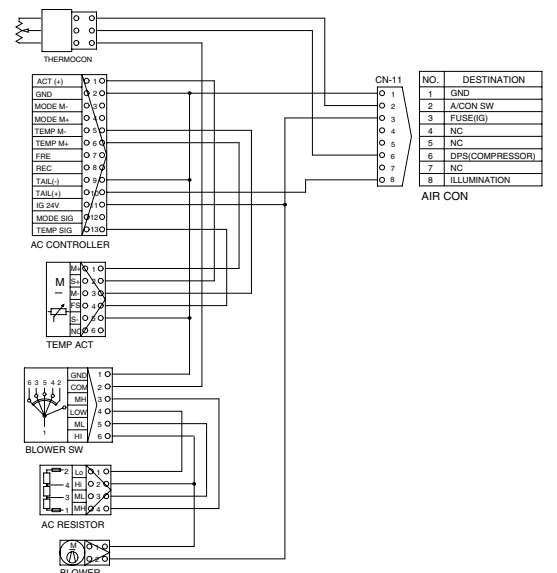 THERMOCON
ACT (+) 1
GND 2
MODE M- 3
MODE M+ 4
TEMP M- 5
TEMP M+ 6
FRE 7
REC 8
TAIL(-) 9
TAIL(+) 10
IG 24V 11
MODE SIG 12
TEMP SIG 13
AC CONTROLLER
CN-11
1
2
3
4
5
6
7
8
NO. DESTINATION
1 GND
2 A/CON SW
3 FUSE(IG)
4 NC
5 NC
6 DPS(COMPRESSOR)
7 NC
8 ILLUMINATION
AIR CON
M
M+ 1
S+ 2
M- 3
FS 4
S- 5
NC 6
TEMP ACT
6 3 5 4 2
1
GND 1
COM 2
MH 3
LOW 4
ML 5
HI 6
BLOWER SW
2 Lo 1
4 Hi 2
3 ML 3
1 MH 4
AC RESISTOR
M 1
2
BLOWER